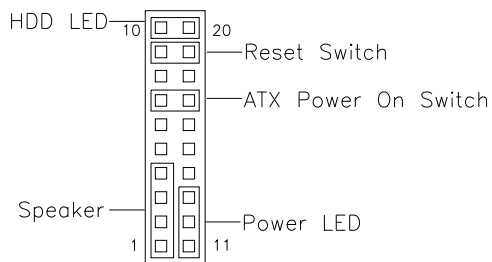 HDD LED
10
20
Reset Switch
ATX Power On Switch
Speaker
Power LED
1
11